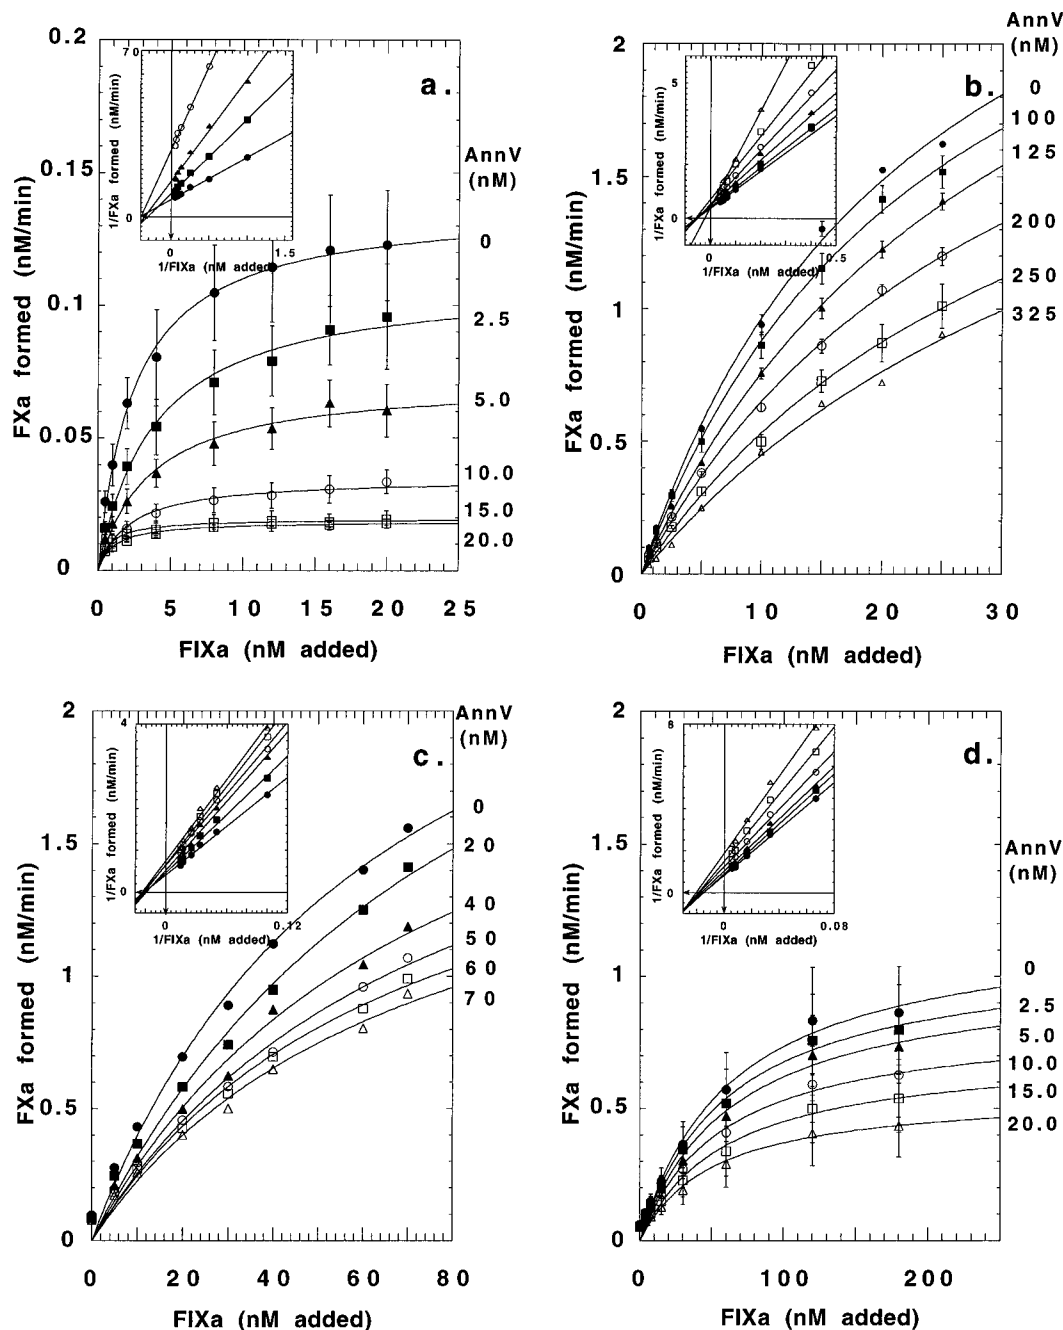 a.
FXa formed (nM/min)
0.2
0.15
0.1
0.05
0
0 5 10 15 20 25
FIXa (nM added)
1/FXa formed (nM/min)
70
0
0 1.5
1/FIXa (nM added)
AnnV
(nM)
0
2.5
5.0
10.0
15.0
20.0
b.
FXa formed (nM/min)
2
1.5
1
0.5
0
0 10 20 30
FIXa (nM added)
1/FXa formed (nM/min)
6
0
0 0.5
1/FIXa (nM added)
AnnV
(nM)
0
100
125
200
250
325
c.
FXa formed (nM/min)
2
1.5
1
0.5
0
0 20 40 60 80
FIXa (nM added)
1/FXa formed (nM/min)
4
0
0 0.12
1/FIXa (nM added)
AnnV
(nM)
0
20
40
50
60
70
d.
FXa formed (nM/min)
2
1.5
1
0.5
0
0 100 200
FIXa (nM added)
1/FXa formed (nM/min)
8
0
0 0.08
1/FIXa (nM added)
AnnV
(nM)
0
2.5
5.0
10.0
15.0
20.0